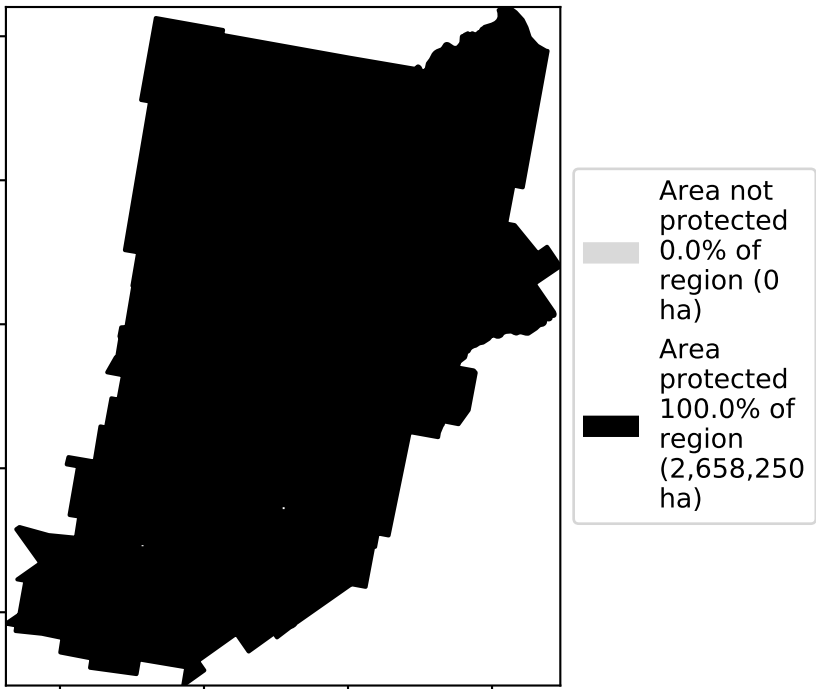 Area not
protected
0.0% of
region (0
ha)
Area
protected
100.0% of
region
(2,658,250
ha)